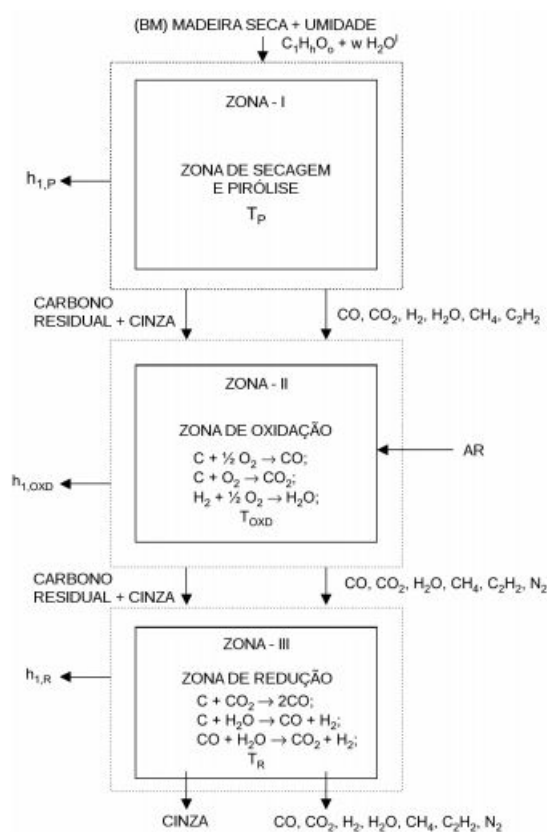 (BM) MADEIRA SECA + UMIDADE
C₁HₕOₒ + w H₂Oˡ
ZONA - I
ZONA DE SECAGEM
E PIRÓLISE
T_P
h₁,P
CARBONO
RESIDUAL + CINZA
CO, CO₂, H₂, H₂O, CH₄, C₂H₂
ZONA - II
ZONA DE OXIDAÇÃO
C + ½ O₂ → CO;
C + O₂ → CO₂;
H₂ + ½ O₂ → H₂O;
T_OXD
AR
h₁,OXD
CARBONO
RESIDUAL + CINZA
CO, CO₂, H₂O, CH₄, C₂H₂, N₂
ZONA - III
ZONA DE REDUÇÃO
C + CO₂ → 2CO;
C + H₂O → CO + H₂;
CO + H₂O → CO₂ + H₂;
T_R
h₁,R
CINZA
CO, CO₂, H₂, H₂O, CH₄, C₂H₂, N₂